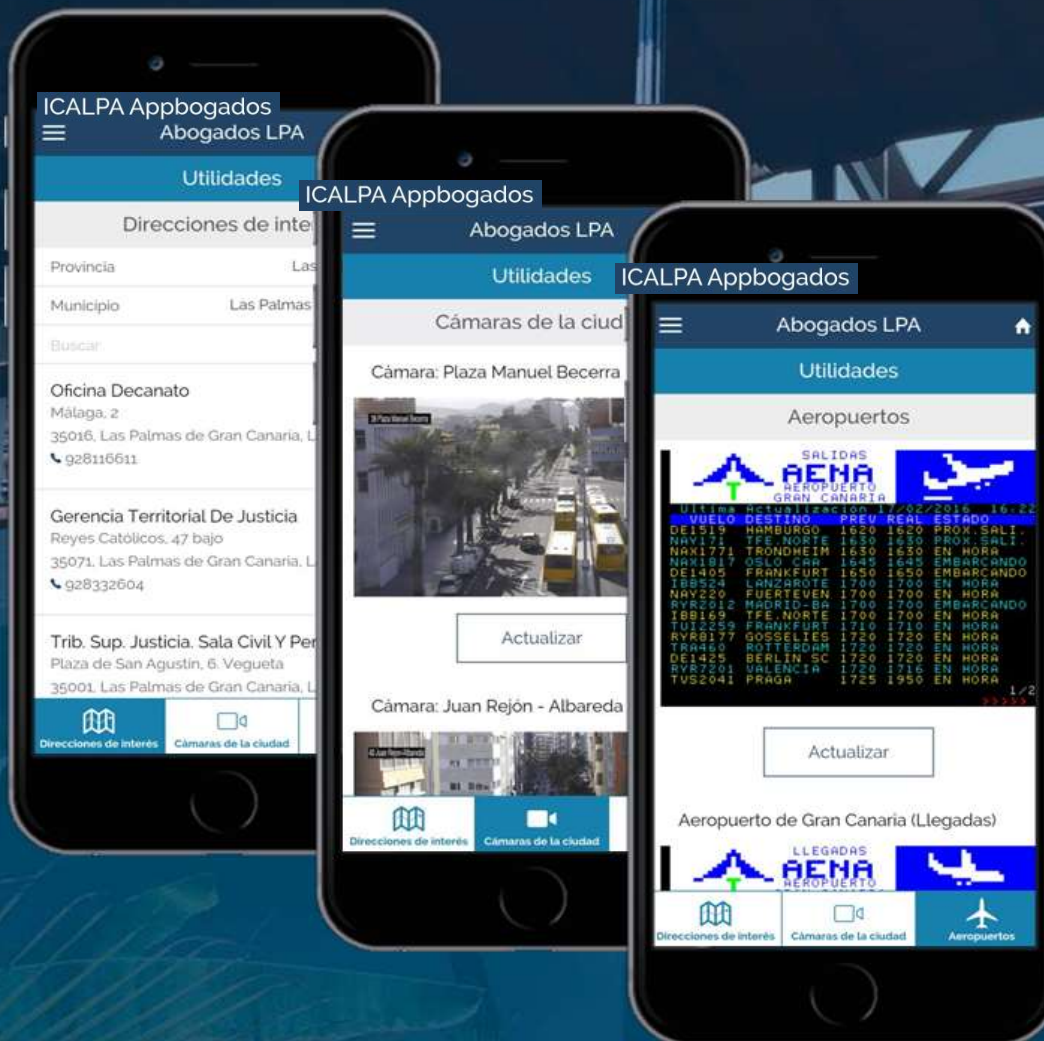 ICALPA Appbogados
Abogados LPA
Utilidades
Direcciones de inte
Provincia Las
Municipio Las Palmas
Buscar
Oficina Decanato
Málaga, 2
35016, Las Palmas de Gran Canaria, L
928116611
Gerencia Territorial De Justicia
Reyes Católicos, 47 bajo
35071, Las Palmas de Gran Canaria, L
928332604
Trib. Sup. Justicia. Sala Civil Y Per
Plaza de San Agustín, 6. Vegueta
35001, Las Palmas de Gran Canaria, L
Direcciones de interés Cámaras de la ciudad
ICALPA Appbogados
Abogados LPA
Utilidades
Cámaras de la ciud
Cámara: Plaza Manuel Becerra
Plaza Manuel Becerra
Actualizar
Cámara: Juan Rejón - Albareda
Direcciones de interés Cámaras de la ciudad
ICALPA Appbogados
Abogados LPA
Utilidades
Aeropuertos
SALIDAS
AENA
AEROPUERTO
GRAN CANARIA
Ultima Actualización 17/02/2016 16:22
VUELO DESTINO PREV REAL ESTADO
DE1519 HAMBURGO 1620 1620 PROX.SALI.
NAY171 TFE.NORTE 1630 1630 PROX.SALI.
NAX1771 TRONDHEIM 1630 1630 EN HORA
NAX1817 OSLO CAR 1645 1645 EMBARCANDO
DE1405 FRANKFURT 1650 1650 EMBARCANDO
IBB524 LANZAROTE 1700 1700 EN HORA
NAY220 FUERTEVEN 1700 1700 EN HORA
RYR2012 MADRID-BA 1700 1700 EMBARCANDO
IBB169 TFE.NORTE 1700 1700 EN HORA
TUI2259 FRANKFURT 1710 1710 EN HORA
RYR8177 GOSSELIES 1720 1720 EN HORA
TRA460 ROTTERDAM 1720 1720 EN HORA
DE1425 BERLIN SC 1720 1720 EN HORA
RYR7201 VALENCIA 1720 1716 EN HORA
TVS2041 PRAGA 1725 1950 EN HORA
1/2
>>>>>
Actualizar
Aeropuerto de Gran Canaria (Llegadas)
LLEGADAS
AENA
AEROPUERTO
Direcciones de interés Cámaras de la ciudad Aeropuertos